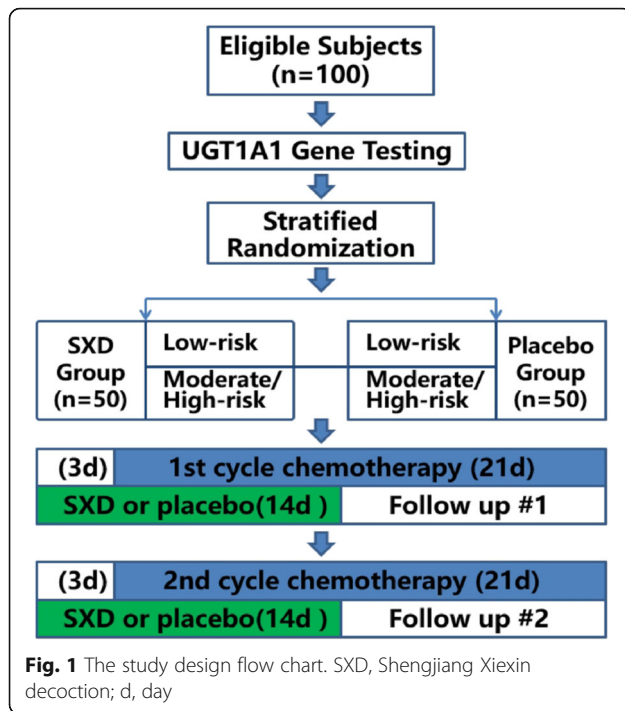 Eligible Subjects
(n=100)
UGT1A1 Gene Testing
Stratified
Randomization
SXD
Group
(n=50)
Low-risk
Moderate/
High-risk
Low-risk
Moderate/
High-risk
Placebo
Group
(n=50)
(3d) 1st cycle chemotherapy (21d)
SXD or placebo(14d ) Follow up #1
(3d) 2nd cycle chemotherapy (21d)
SXD or placebo(14d ) Follow up #2
Fig. 1 The study design flow chart. SXD, Shengjiang Xiexin
decoction; d, day